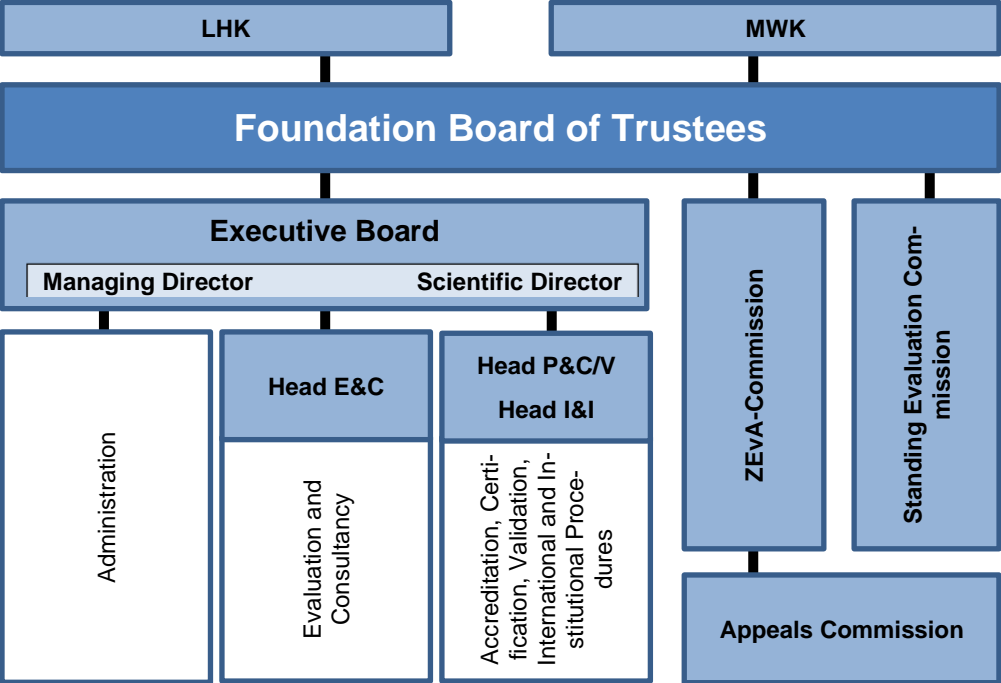 LHK
MWK
Foundation Board of Trustees
Executive Board
Managing Director
Scientific Director
Administration
Head E&C
Evaluation and
Consultancy
Head P&C/V
Head I&I
Accreditation, Certi-
fication, Validation,
International and In-
stitutional Proce-
dures
ZEvA-Commission
Standing Evaluation Com-
mission
Appeals Commission